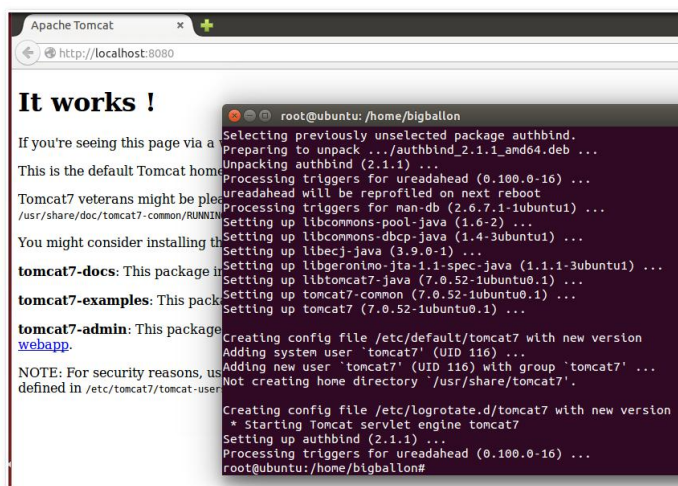 Apache Tomcat
http://localhost:8080
It works !
If you're seeing this page via a
This is the default Tomcat home
Tomcat7 veterans might be plea
/usr/share/doc/tomcat7-common/RUNNIN
You might consider installing th
tomcat7-docs: This package in
tomcat7-examples: This packa
tomcat7-admin: This package
webapp.
NOTE: For security reasons, us
defined in /etc/tomcat7/tomcat-users
root@ubuntu: /home/bigballon
Selecting previously unselected package authbind.
Preparing to unpack .../authbind_2.1.1_amd64.deb ...
Unpacking authbind (2.1.1) ...
Processing triggers for ureadahead (0.100.0-16) ...
ureadahead will be reprofiled on next reboot
Processing triggers for man-db (2.6.7.1-1ubuntu1) ...
Setting up libcommons-pool-java (1.6-2) ...
Setting up libcommons-dbcp-java (1.4-3ubuntu1) ...
Setting up libecj-java (3.9.0-1) ...
Setting up libgeronimo-jta-1.1-spec-java (1.1.1-3ubuntu1) ...
Setting up libtomcat7-java (7.0.52-1ubuntu0.1) ...
Setting up tomcat7-common (7.0.52-1ubuntu0.1) ...
Setting up tomcat7 (7.0.52-1ubuntu0.1) ...
Creating config file /etc/default/tomcat7 with new version
Adding system user `tomcat7' (UID 116) ...
Adding new user `tomcat7' (UID 116) with group `tomcat7' ...
Not creating home directory `/usr/share/tomcat7'.
Creating config file /etc/logrotate.d/tomcat7 with new version
* Starting Tomcat servlet engine tomcat7
Setting up authbind (2.1.1) ...
Processing triggers for ureadahead (0.100.0-16) ...
root@ubuntu:/home/bigballon#